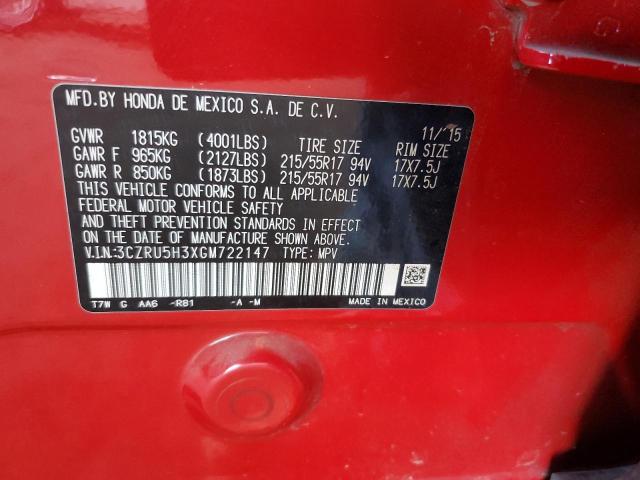 MFD.BY HONDA DE MEXICO S.A. DE C.V.
11/'15
GVWR 1815KG (4001LBS) TIRE SIZE RIM SIZE
GAWR F 965KG (2127LBS) 215/55R17 94V 17X7.5J
GAWR R 850KG (1873LBS) 215/55R17 94V 17X7.5J
THIS VEHICLE CONFORMS TO ALL APPLICABLE
FEDERAL MOTOR VEHICLE SAFETY
AND THEFT PREVENTION STANDARDS IN EFFECT
ON THE DATE OF MANUFACTURE SHOWN ABOVE.
V.I.N:3CZRU5H3XGM722147 TYPE: MPV
T7W G AA6 -R81 -A -M MADE IN MEXICO